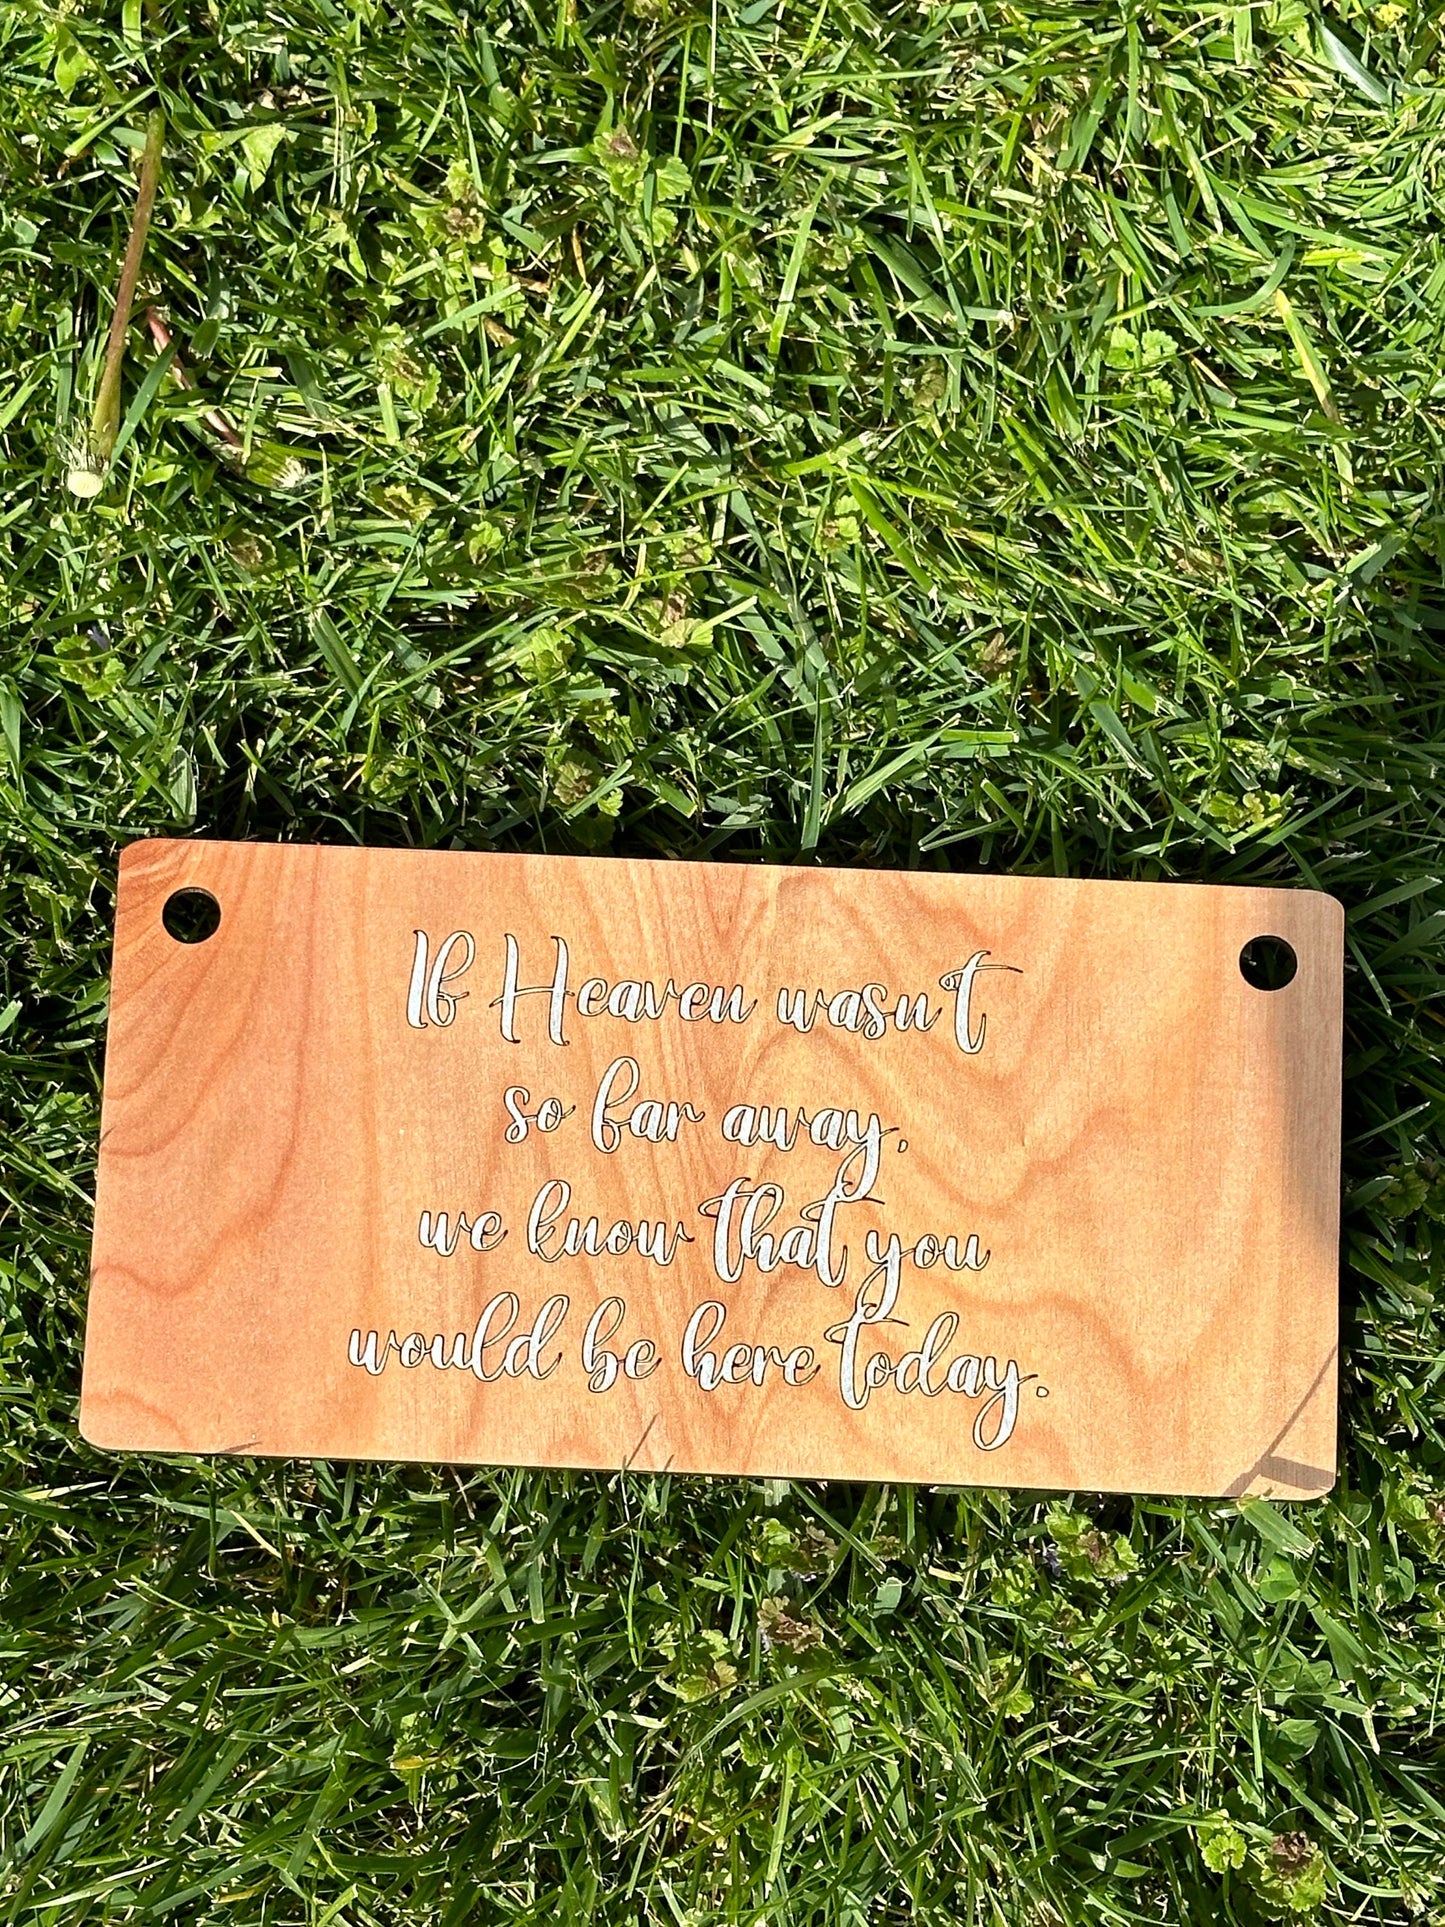 If Heaven wasn't
so far away,
we know that you
would be here today.